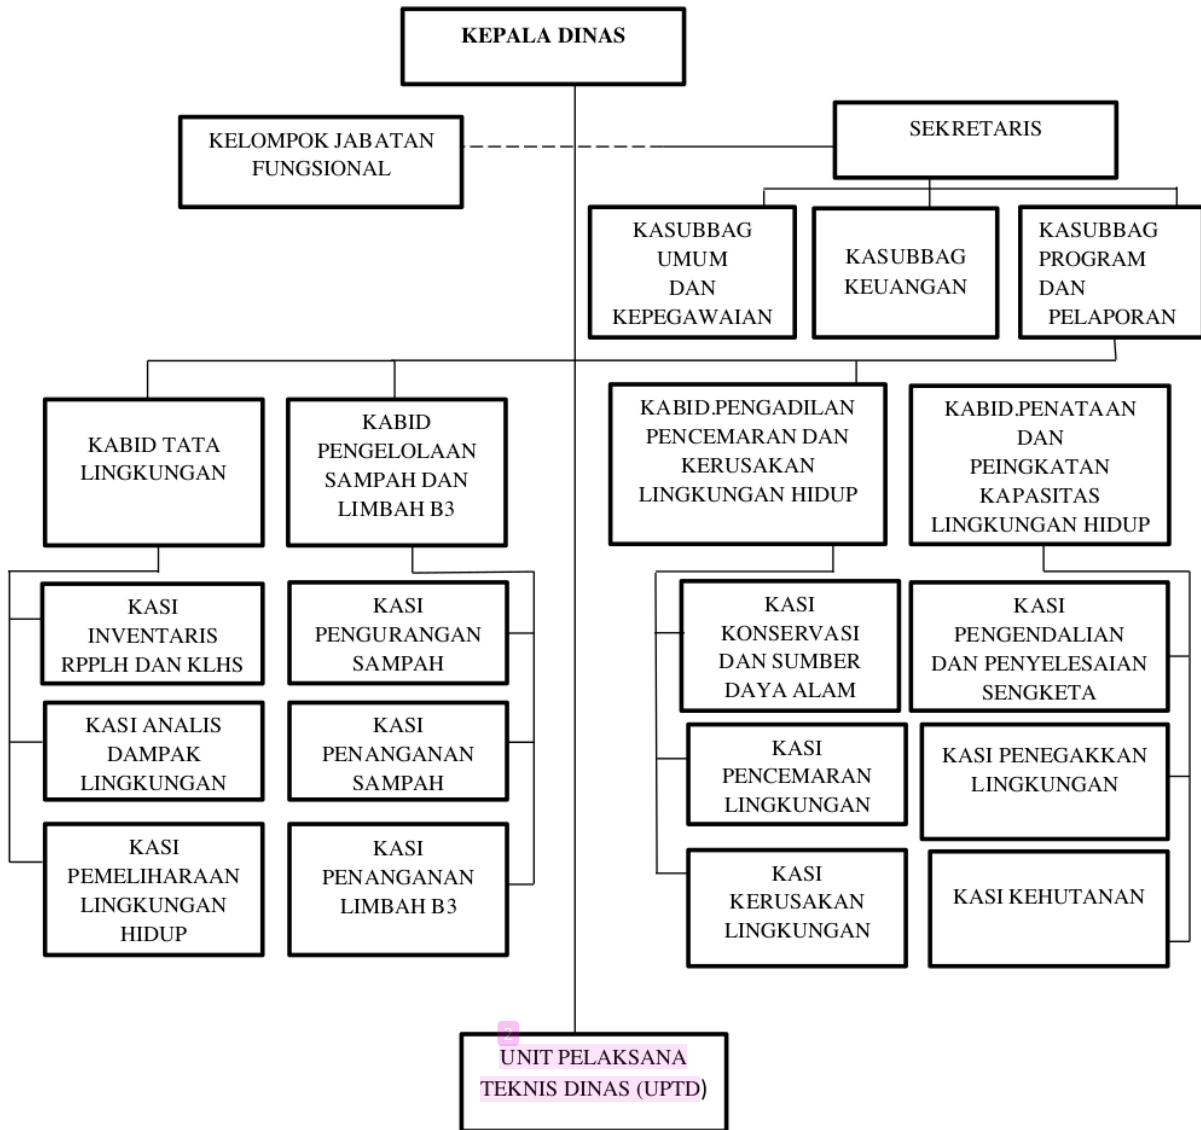 KEPALA DINAS
KELOMPOK JABATAN
FUNGSIONAL
SEKRETARIS
KASUBBAG
UMUM
DAN
KEPEGAWAIAN
KASUBBAG
KEUANGAN
KASUBBAG
PROGRAM
DAN
PELAPORAN
KABID TATA
LINGKUNGAN
KABID
PENGELOLAAN
SAMPAH DAN
LIMBAH B3
KABID.PENGADILAN
PENCEMARAN DAN
KERUSAKAN
LINGKUNGAN HIDUP
KABID.PENATAAN
DAN
PEINGKATAN
KAPASITAS
LINGKUNGAN HIDUP
KASI
INVENTARIS
RPPLH DAN KLHS
KASI
PENGURANGAN
SAMPAH
KASI
KONSERVASI
DAN SUMBER
DAYA ALAM
KASI
PENGENDALIAN
DAN PENYELESAIAN
SENGKETA
KASI ANALIS
DAMPAK
LINGKUNGAN
KASI
PENANGANAN
SAMPAH
KASI
PENCEMARAN
LINGKUNGAN
KASI PENEGAKKAN
LINGKUNGAN
KASI
PEMELIHARAAN
LINGKUNGAN
HIDUP
KASI
PENANGANAN
LIMBAH B3
KASI
KERUSAKAN
LINGKUNGAN
KASI KEHUTANAN
2
UNIT PELAKSANA
TEKNIS DINAS (UPTD)